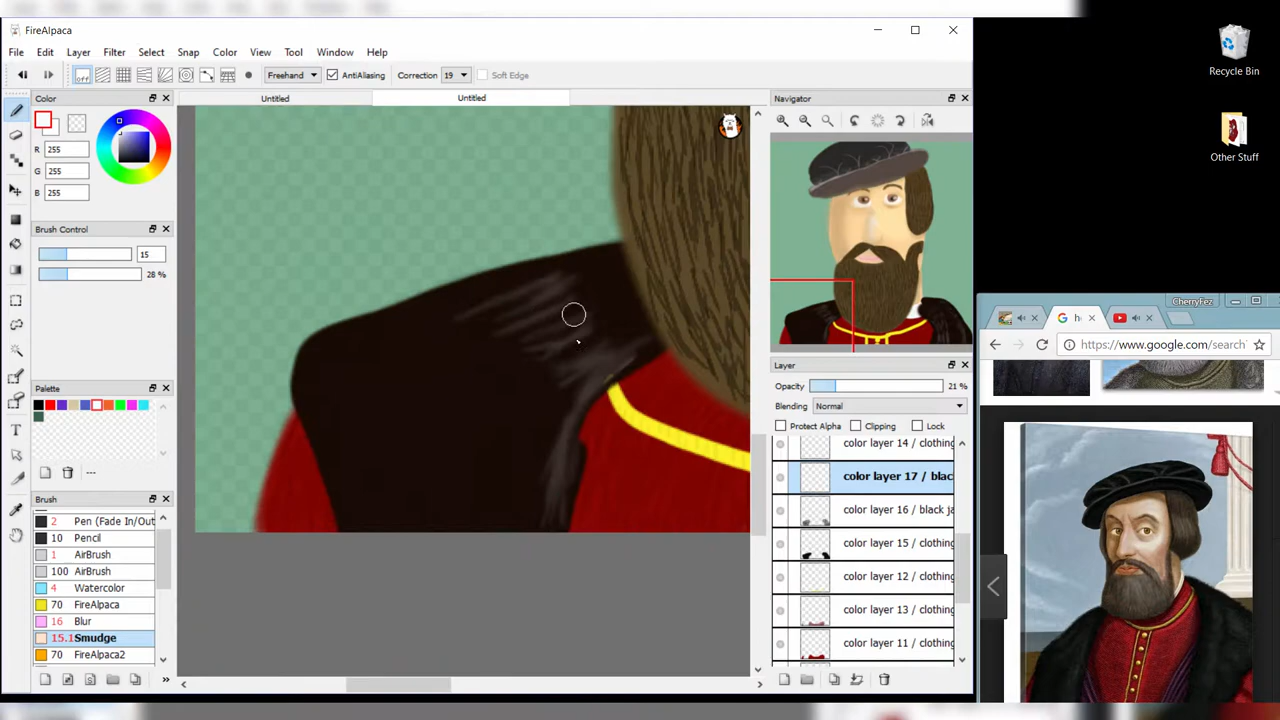 FireAlpaca
File Edit Layer Filter Select Snap Color View Tool Window Help
off Freehand AntiAliasing Correction 19 Soft Edge
Color
Untitled Untitled
Navigator
R 255
G 255
B 255
Brush Control
15
28 %
Palette
---
Brush
2 Pen (Fade In/Out
10 Pencil
1 AirBrush
100 AirBrush
4 Watercolor
70 FireAlpaca
16 Blur
15.1 Smudge
70 FireAlpaca2
Layer
Opacity 21 %
Blending Normal
Protect Alpha Clipping Lock
color layer 14 / clothing
color layer 17 / blac
color layer 16 / black ja
color layer 15 / clothing
color layer 12 / clothing
color layer 13 / clothing
color layer 11 / clothing
Recycle Bin
Other Stuff
CherryFez
https://www.google.com/search